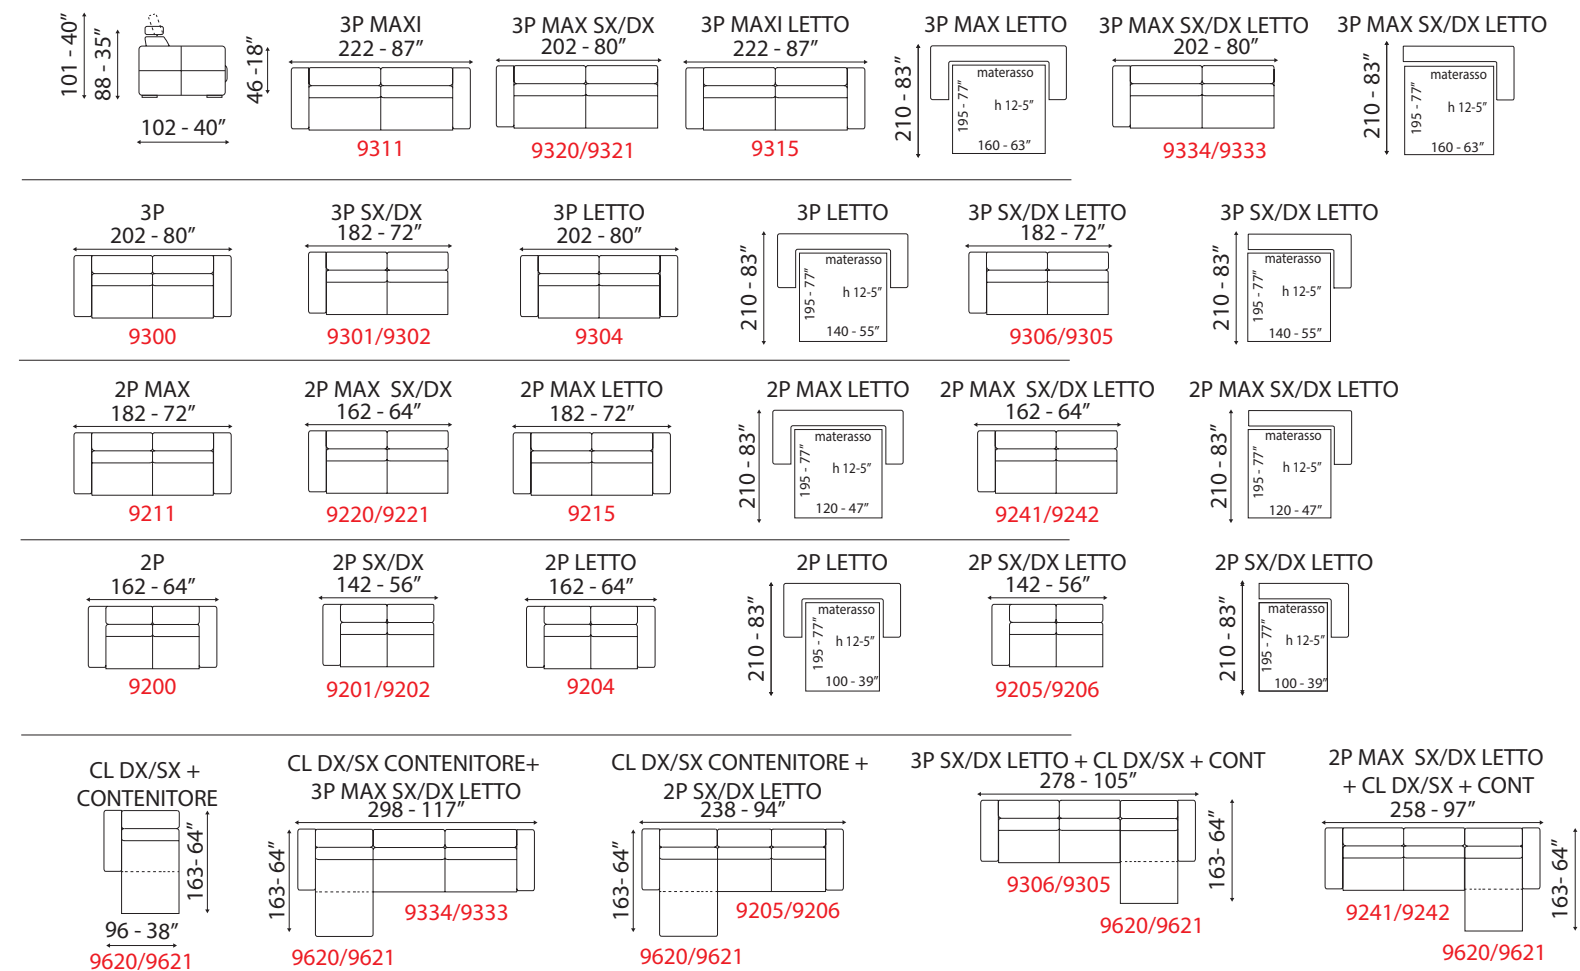 101 - 40”
88 - 35”
46 -18”
102 - 40”
3P MAXI
222 - 87”
9311
3P MAX SX/DX
202 - 80”
9320/9321
3P MAXI LETTO
222 - 87”
9315
3P MAX LETTO
210 - 83”
materasso
195 - 77”
h 12-5”
160 - 63”
3P MAX SX/DX LETTO
202 - 80”
9334/9333
3P MAX SX/DX LETTO
210 - 83”
materasso
195 - 77”
h 12-5”
160 - 63”
3P
202 - 80”
9300
3P SX/DX
182 - 72”
9301/9302
3P LETTO
202 - 80”
9304
3P LETTO
210 - 83”
materasso
195 - 77”
h 12-5”
140 - 55”
3P SX/DX LETTO
182 - 72”
9306/9305
3P SX/DX LETTO
210 - 83”
materasso
195 - 77”
h 12-5”
140 - 55”
2P MAX
182 - 72”
9211
2P MAX SX/DX
162 - 64”
9220/9221
2P MAX LETTO
182 - 72”
9215
2P MAX LETTO
210 - 83”
materasso
195 - 77”
h 12-5”
120 - 47”
2P MAX SX/DX LETTO
162 - 64”
9241/9242
2P MAX SX/DX LETTO
210 - 83”
materasso
195 - 77”
h 12-5”
120 - 47”
2P
162 - 64”
9200
2P SX/DX
142 - 56”
9201/9202
2P LETTO
162 - 64”
9204
2P LETTO
210 - 83”
materasso
195 - 77”
h 12-5”
100 - 39”
2P SX/DX LETTO
142 - 56”
9205/9206
2P SX/DX LETTO
210 - 83”
materasso
195 - 77”
h 12-5”
100 - 39”
CL DX/SX +
CONTENITORE
163- 64”
96 - 38”
9620/9621
CL DX/SX CONTENITORE+
3P MAX SX/DX LETTO
298 - 117”
163- 64”
9334/9333
9620/9621
CL DX/SX CONTENITORE +
2P SX/DX LETTO
238 - 94”
163- 64”
9205/9206
9620/9621
3P SX/DX LETTO + CL DX/SX + CONT
278 - 105”
163- 64”
9306/9305
9620/9621
2P MAX SX/DX LETTO
+ CL DX/SX + CONT
258 - 97”
163- 64”
9241/9242
9620/9621